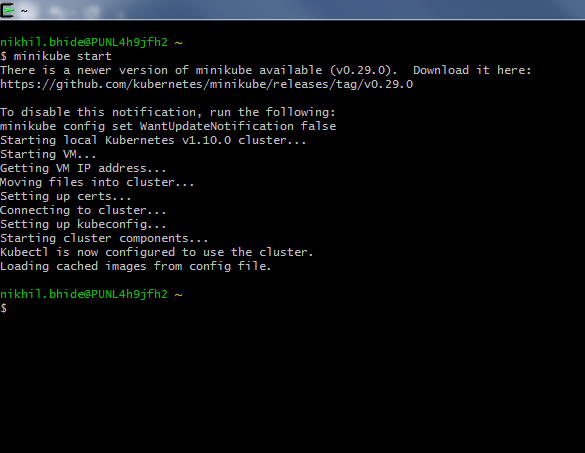 ~
nikhil.bhide@PUNL4h9jfh2 ~
$ minikube start
There is a newer version of minikube available (v0.29.0).  Download it here:
https://github.com/kubernetes/minikube/releases/tag/v0.29.0
To disable this notification, run the following:
minikube config set WantUpdateNotification false
Starting local Kubernetes v1.10.0 cluster...
Starting VM...
Getting VM IP address...
Moving files into cluster...
Setting up certs...
Connecting to cluster...
Setting up kubeconfig...
Starting cluster components...
Kubectl is now configured to use the cluster.
Loading cached images from config file.
nikhil.bhide@PUNL4h9jfh2 ~
$